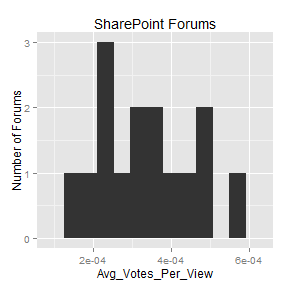 SharePoint Forums
3
2
1
0
Number of Forums
2e-04 4e-04 6e-04
Avg_Votes_Per_View